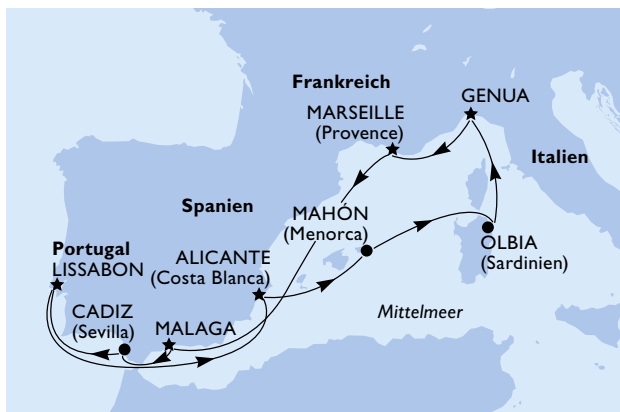 Frankreich
GENUA
MARSEILLE
(Provence)
Italien
Spanien
MAHÓN
(Menorca)
Portugal
LISSABON
ALICANTE
(Costa Blanca)
OLBIA
(Sardinien)
CADIZ
(Sevilla)
MALAGA
Mittelmeer